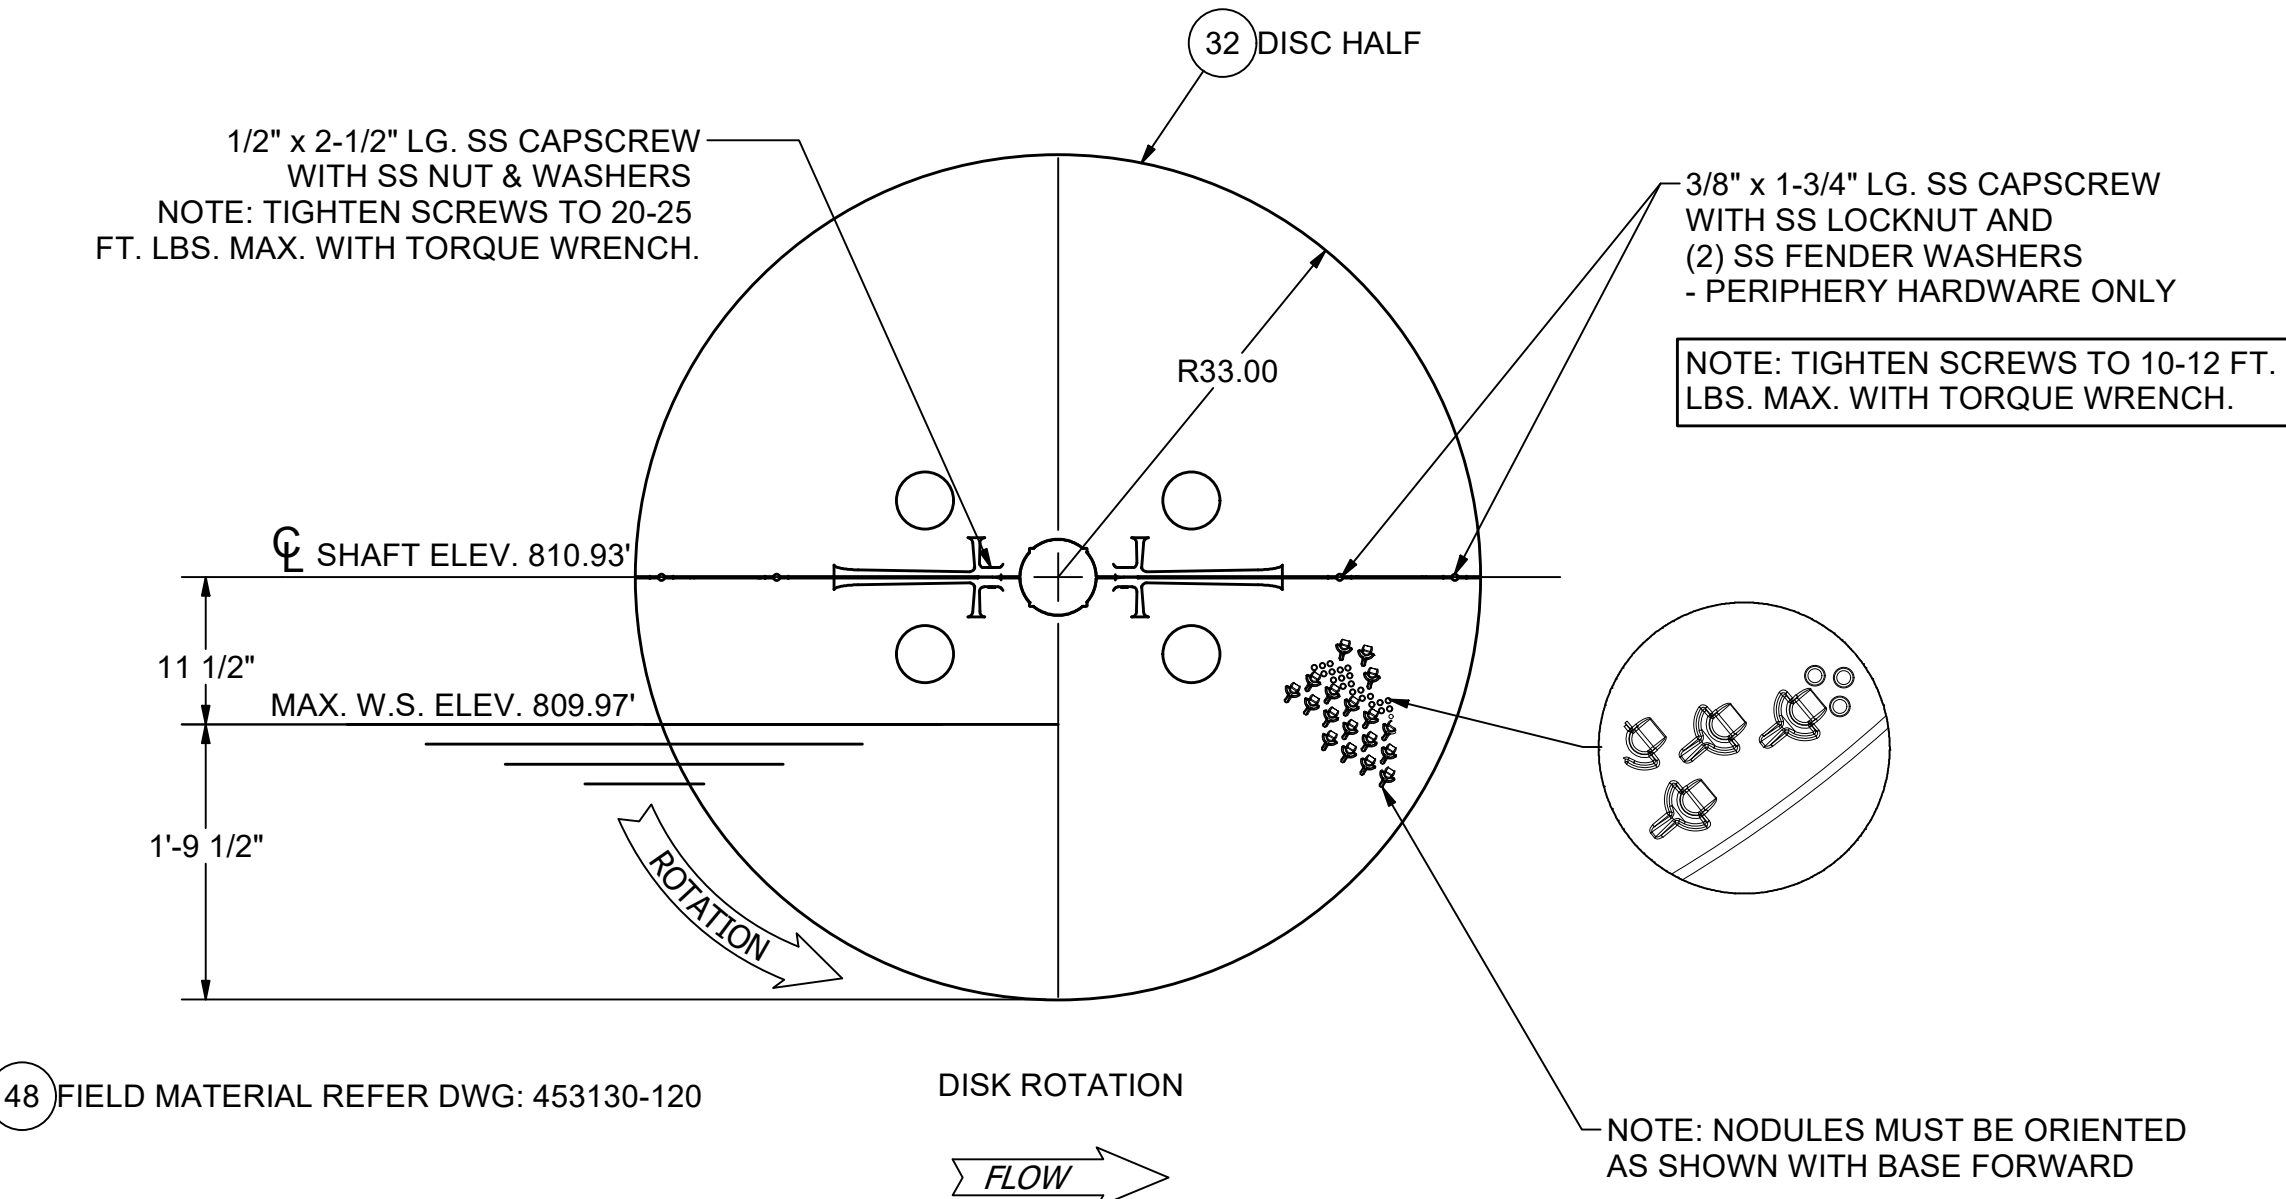 32 DISC HALF
1/2" x 2-1/2" LG. SS CAPSCREW
WITH SS NUT & WASHERS
NOTE: TIGHTEN SCREWS TO 20-25
FT. LBS. MAX. WITH TORQUE WRENCH.
3/8" x 1-3/4" LG. SS CAPSCREW
WITH SS LOCKNUT AND
(2) SS FENDER WASHERS
- PERIPHERY HARDWARE ONLY
NOTE: TIGHTEN SCREWS TO 10-12 FT.
LBS. MAX. WITH TORQUE WRENCH.
R33.00
℄ SHAFT ELEV. 810.93'
11 1/2"
MAX. W.S. ELEV. 809.97'
1'-9 1/2"
ROTATION
48 FIELD MATERIAL REFER DWG: 453130-120
DISK ROTATION
FLOW
NOTE: NODULES MUST BE ORIENTED
AS SHOWN WITH BASE FORWARD